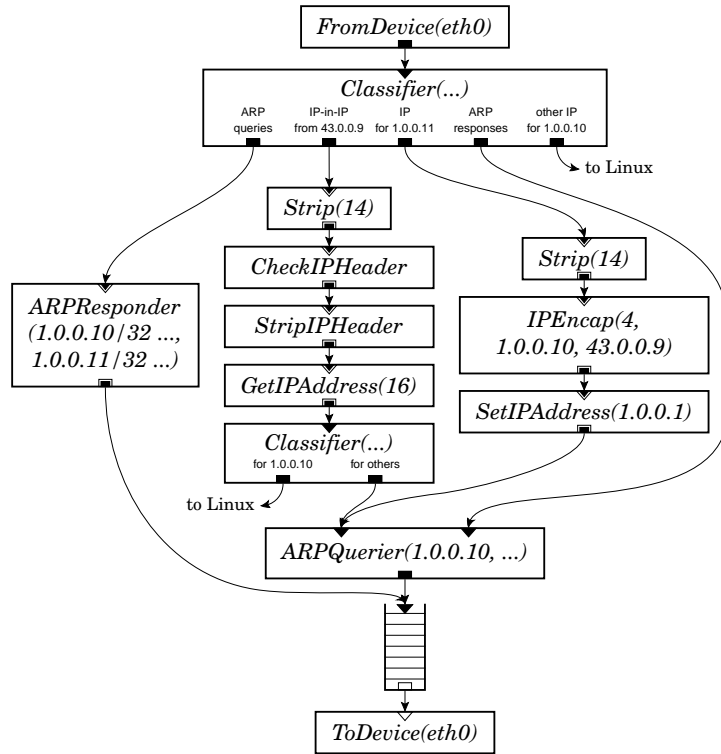 FromDevice(eth0)
Classifier(...)
ARP
queries
IP-in-IP
from 43.0.0.9
IP
for 1.0.0.11
ARP
responses
other IP
for 1.0.0.10
to Linux
Strip(14)
CheckIPHeader
StripIPHeader
GetIPAddress(16)
Classifier(...)
for 1.0.0.10
for others
to Linux
Strip(14)
IPEncap(4,
1.0.0.10, 43.0.0.9)
SetIPAddress(1.0.0.1)
ARPResponder
(1.0.0.10/32 ...,
1.0.0.11/32 ...)
ARPQuerier(1.0.0.10, ...)
ToDevice(eth0)